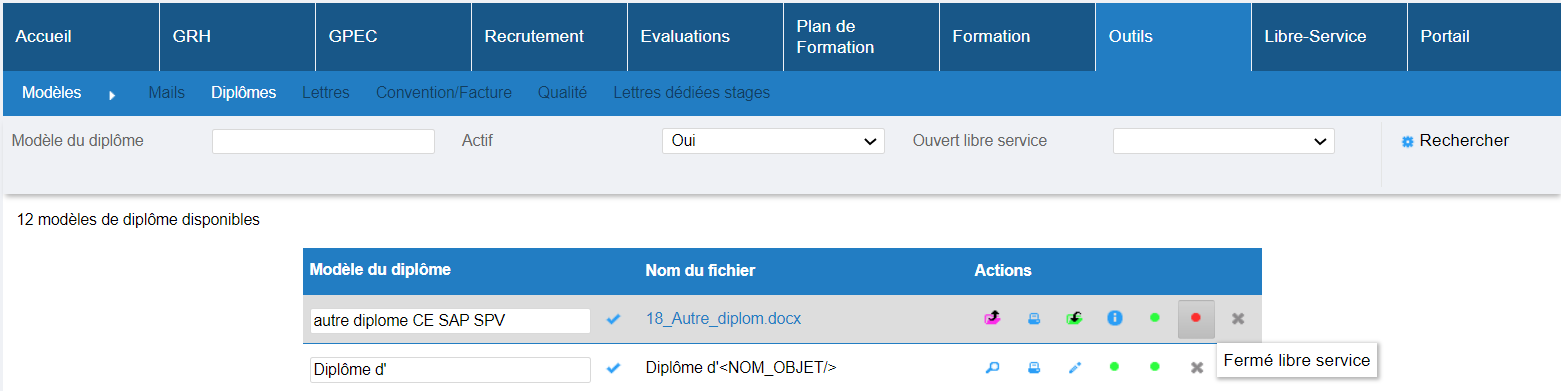 Accueil GRH GPEC Recrutement Evaluations Plan de Formation Formation Outils Libre-Service Portail
Modèles Mails Diplômes Lettres Convention/Facture Qualité Lettres dédiées stages
Modèle du diplôme Actif Oui Ouvert libre service Rechercher
12 modèles de diplôme disponibles
Modèle du diplôme Nom du fichier Actions
autre diplome CE SAP SPV 18_Autre_diplom.docx
Fermé libre service
Diplôme d' Diplôme d'<NOM_OBJET/>